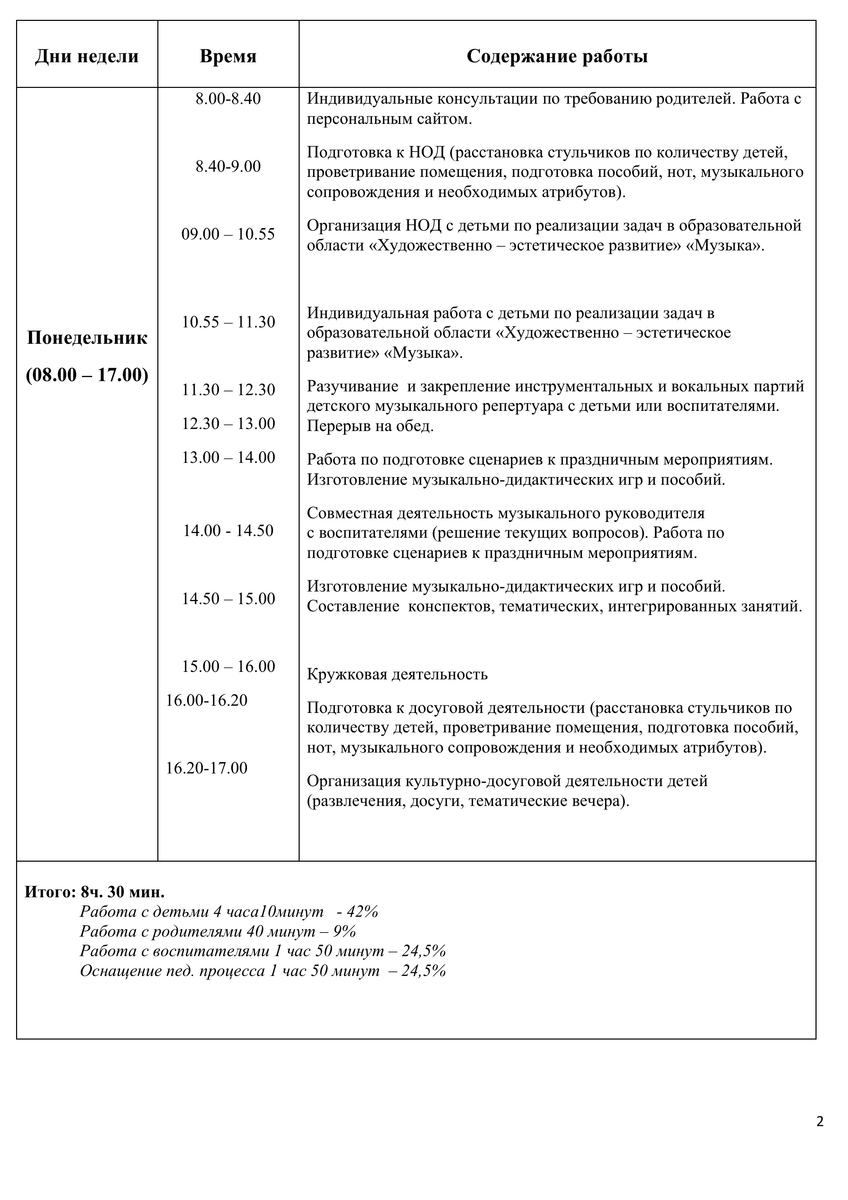 Дни недели Время Содержание работы
8.00-8.40 Индивидуальные консультации по требованию родителей. Работа с
персональным сайтом.
Подготовка к НОД (расстановка стульчиков по количеству детей,
8.40-9.00 проветривание помещения, подготовка пособий, нот, музыкального
сопровождения и необходимых атрибутов).
09.00 – 10.55 Организация НОД с детьми по реализации задач в образовательной
области «Художественно – эстетическое развитие» «Музыка».
10.55 – 11.30 Индивидуальная работа с детьми по реализации задач в
образовательной области «Художественно – эстетическое
развитие» «Музыка».
Понедельник
(08.00 – 17.00)
11.30 – 12.30 Разучивание  и закрепление инструментальных и вокальных партий
детского музыкального репертуара с детьми или воспитателями.
12.30 – 13.00 Перерыв на обед.
13.00 – 14.00 Работа по подготовке сценариев к праздничным мероприятиям.
Изготовление музыкально-дидактических игр и пособий.
Совместная деятельность музыкального руководителя
14.00 - 14.50 с воспитателями (решение текущих вопросов). Работа по
подготовке сценариев к праздничным мероприятиям.
Изготовление музыкально-дидактических игр и пособий.
14.50 – 15.00 Составление  конспектов, тематических, интегрированных занятий.
15.00 – 16.00 Кружковая деятельность
16.00-16.20 Подготовка к досуговой деятельности (расстановка стульчиков по
количеству детей, проветривание помещения, подготовка пособий,
нот, музыкального сопровождения и необходимых атрибутов).
16.20-17.00 Организация культурно-досуговой деятельности детей
(развлечения, досуги, тематические вечера).
Итого: 8ч. 30 мин.
Работа с детьми 4 часа10минут   - 42%
Работа с родителями 40 минут – 9%
Работа с воспитателями 1 час 50 минут – 24,5%
Оснащение пед. процесса 1 час 50 минут  – 24,5%
2